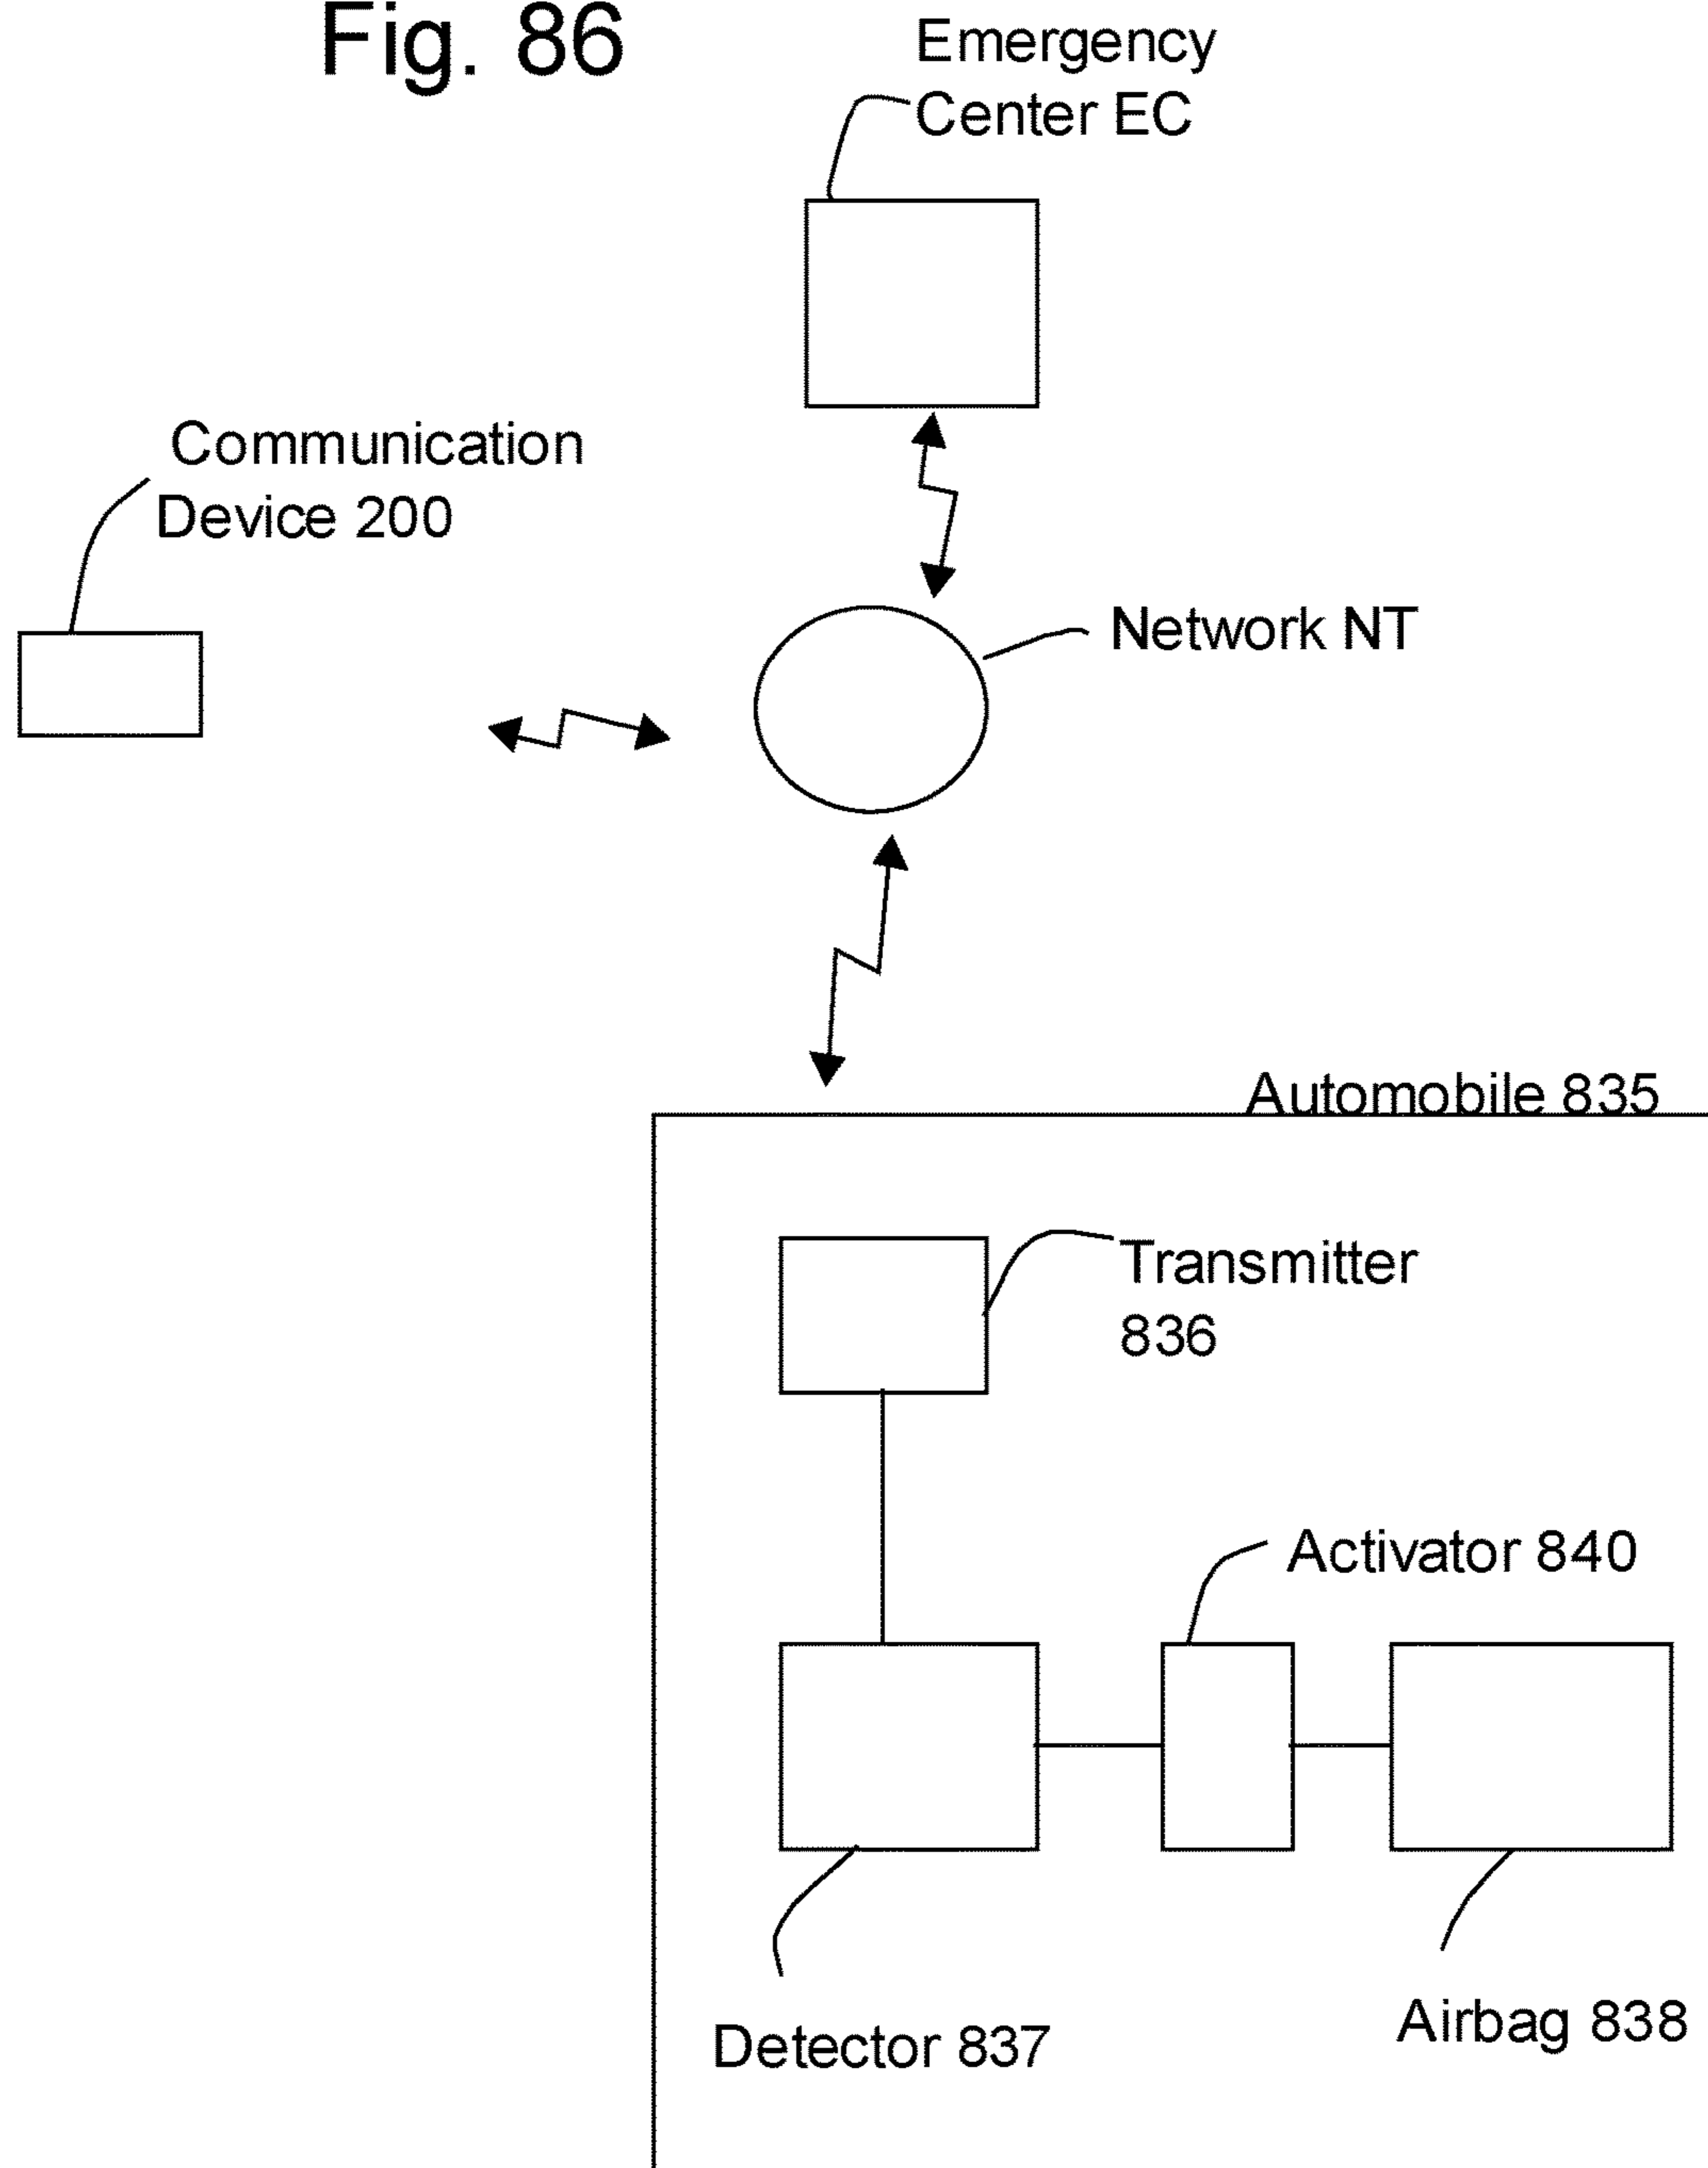 Fig. 86
Emergency
Center EC
Communication
Device 200
Network NT
Automobile 835
Transmitter
836
Activator 840
Airbag 838
Detector 837